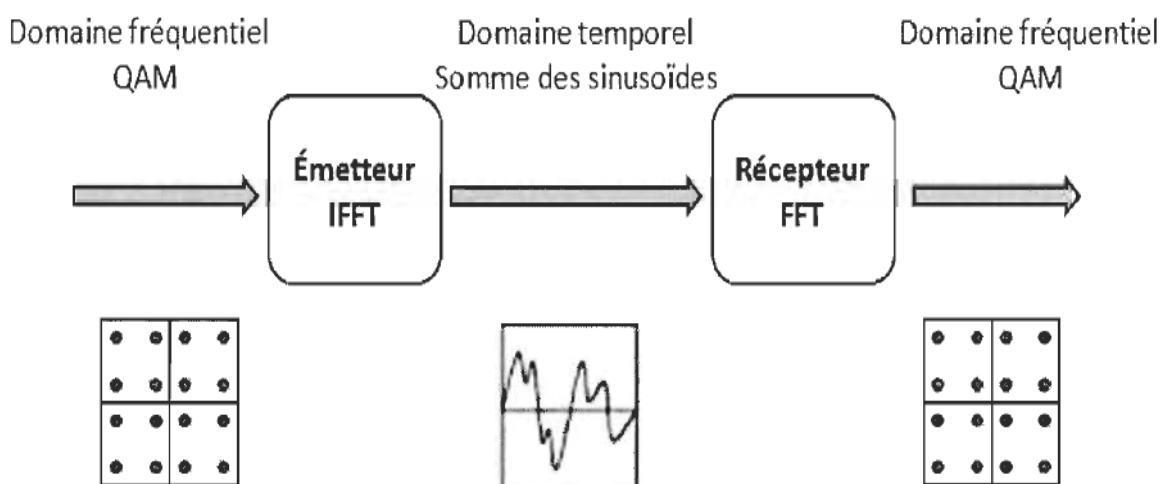 Domaine fréquentiel
QAM
Domaine temporel
Somme des sinusoïdes
Domaine fréquentiel
QAM
Émetteur
IFFT
Récepteur
FFT